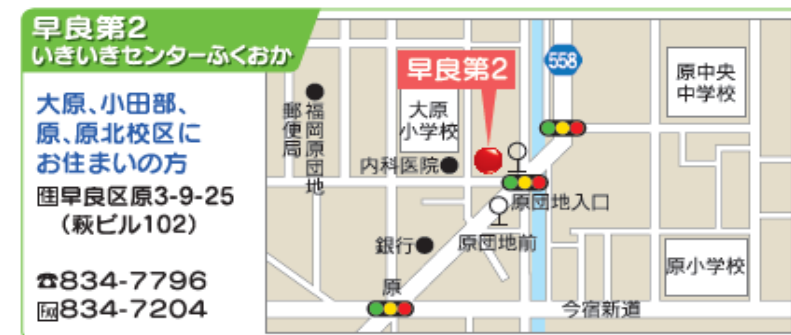 早良第2
いきいきセンターふくおか
大原、小田部、
原、原北校区に
お住まいの方
住早良区原3-9-25
(萩ビル102)
☎834-7796
FAX834-7204
早良第2
558
原中央
中学校
福岡原団地
郵便局
大原
小学校
内科医院
原団地入口
原団地前
銀行
原
原小学校
今宿新道